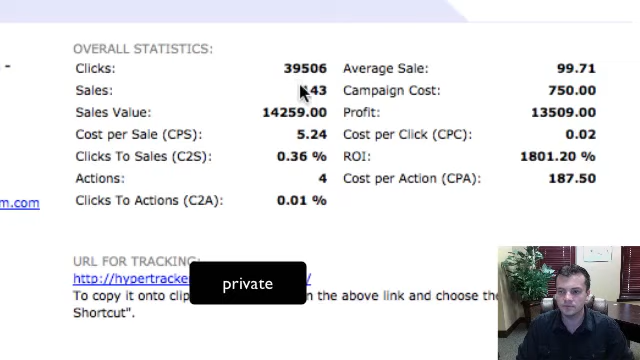 OVERALL STATISTICS:
Clicks: 39506 Average Sale: 99.71
Sales: 43 Campaign Cost: 750.00
Sales Value: 14259.00 Profit: 13509.00
Cost per Sale (CPS): 5.24 Cost per Click (CPC): 0.02
Clicks To Sales (C2S): 0.36 % ROI: 1801.20 %
Actions: 4 Cost per Action (CPA): 187.50
m.com Clicks To Actions (C2A): 0.01 %
URL FOR TRACKING:
http://hypertracke /
private
To copy it onto clip n the above link and choose the
Shortcut".